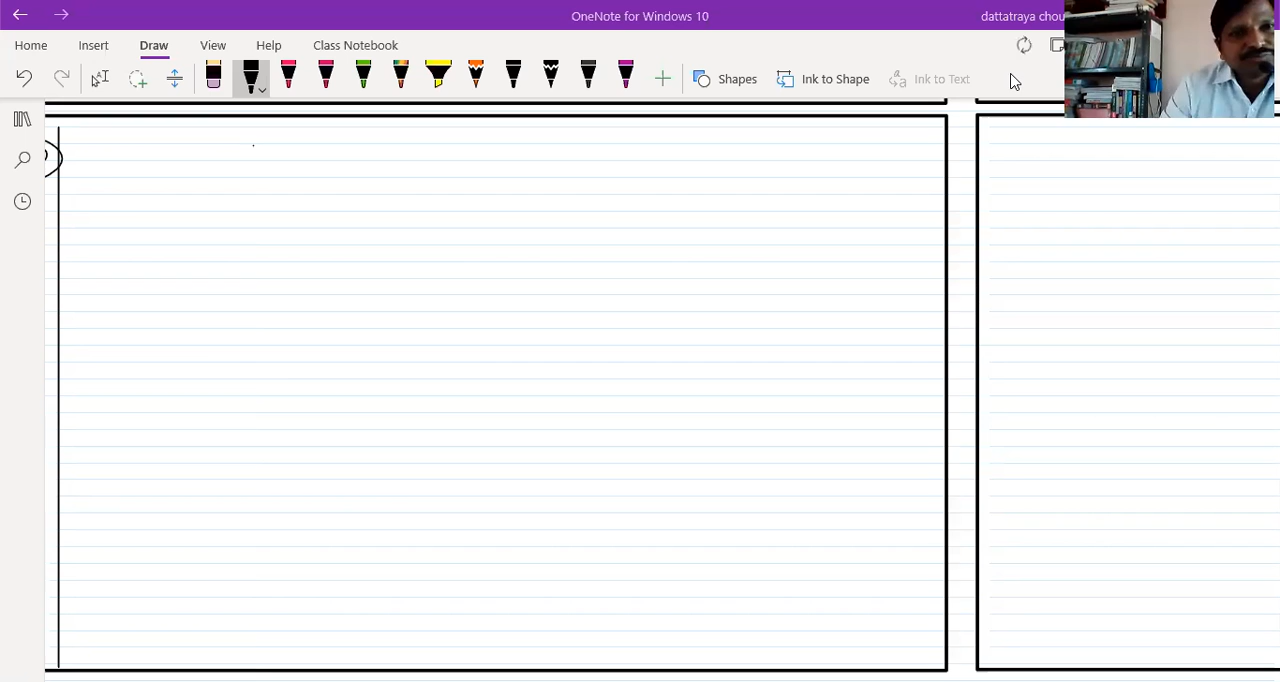 OneNote for Windows 10
dattatraya chou
Home Insert Draw View Help Class Notebook
Shapes Ink to Shape Ink to Text